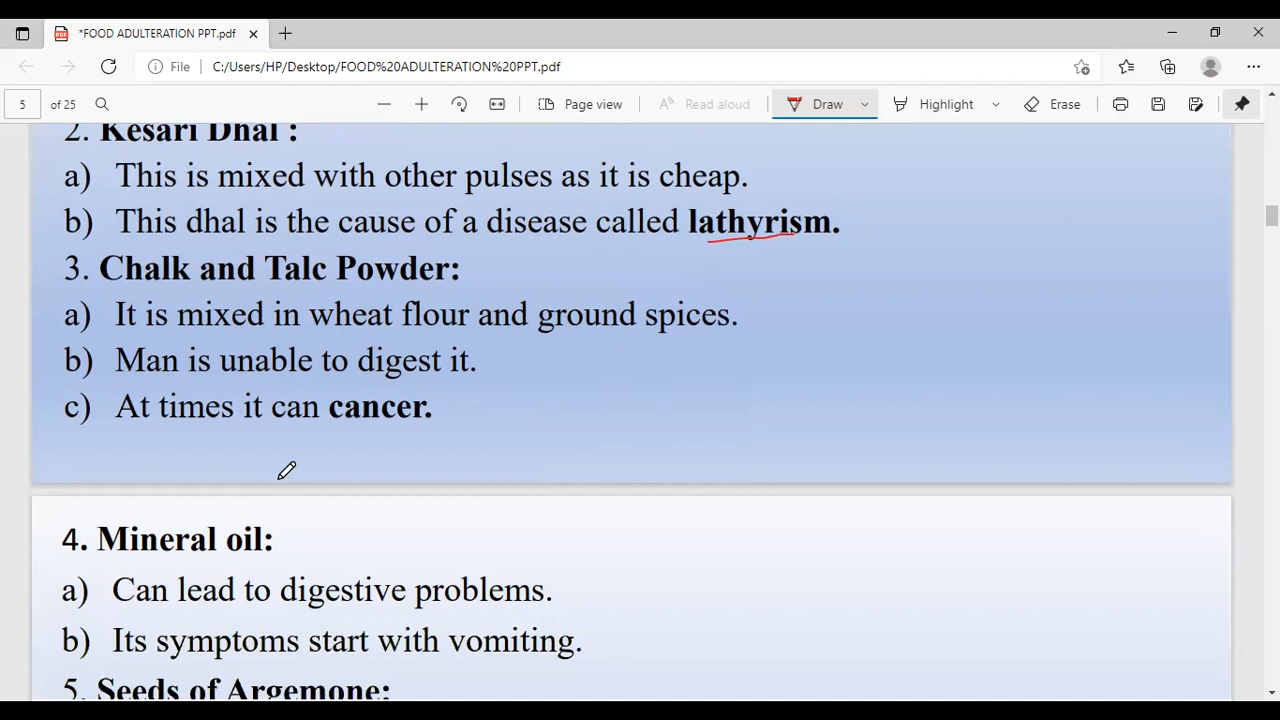 *FOOD ADULTERATION PPT.pdf
File C:/Users/HP/Desktop/FOOD%20ADULTERATION%20PPT.pdf
5 of 25 Page view Read aloud Draw Highlight Erase
2. Kesari Dhal :
a) This is mixed with other pulses as it is cheap.
b) This dhal is the cause of a disease called lathyrism.
3. Chalk and Talc Powder:
a) It is mixed in wheat flour and ground spices.
b) Man is unable to digest it.
c) At times it can cancer.
4. Mineral oil:
a) Can lead to digestive problems.
b) Its symptoms start with vomiting.
5. Seeds of Argemone: